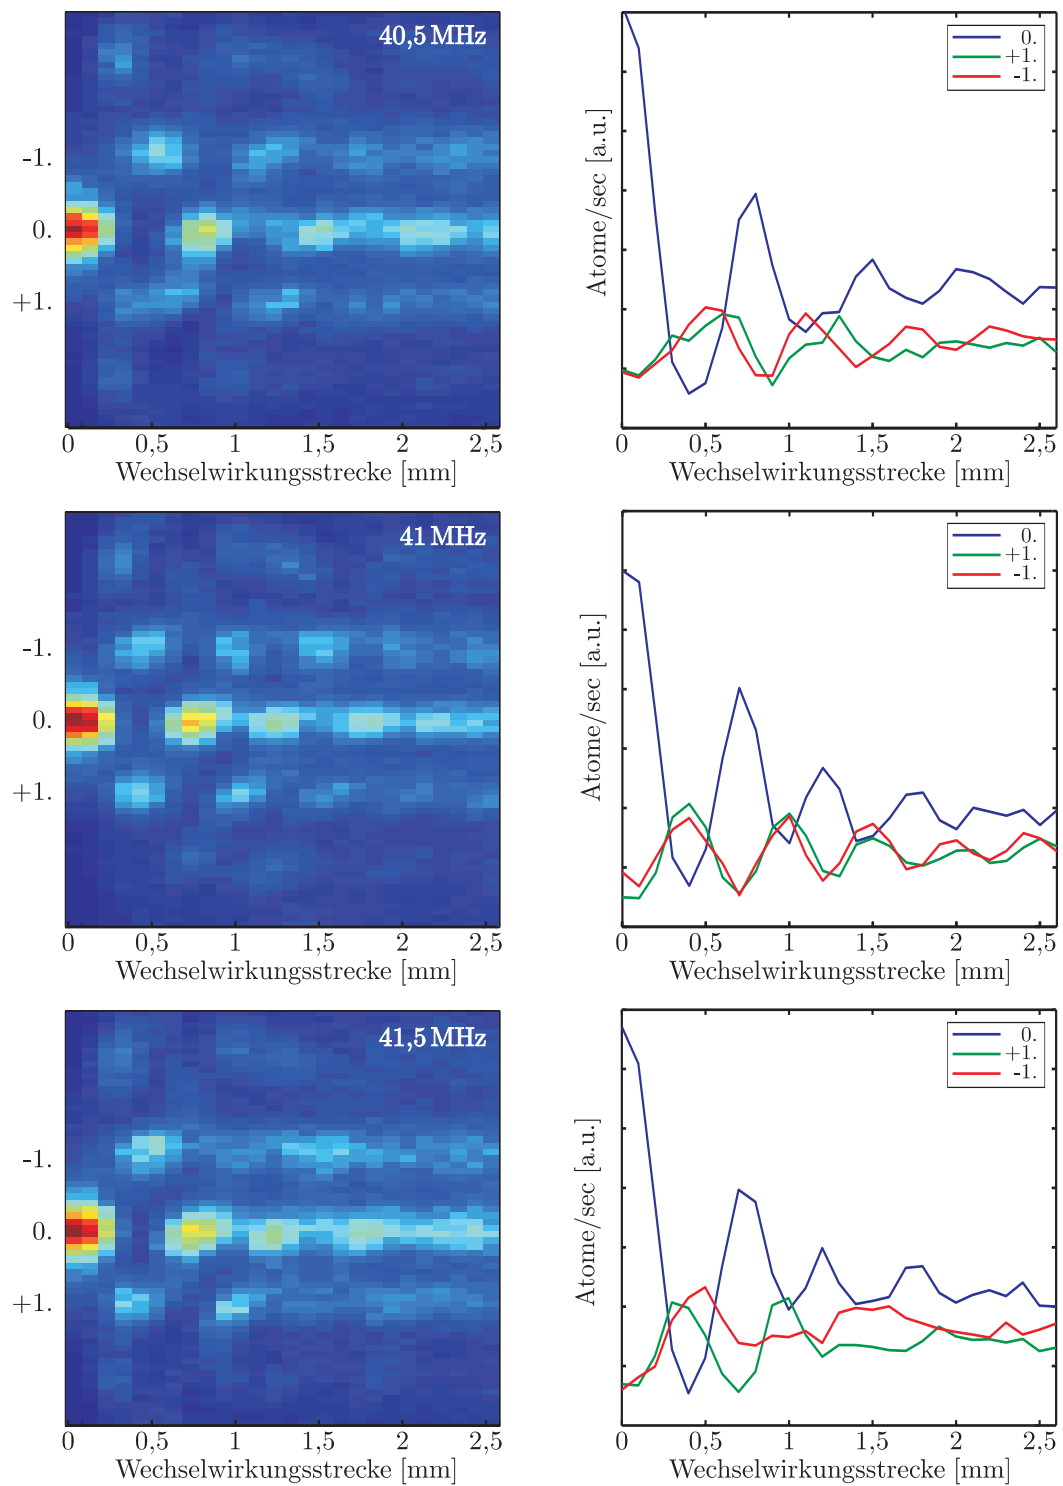 40,5 MHz
-1.
0.
+1.
0 0,5 1 1,5 2 2,5
Wechselwirkungsstrecke [mm]
Atome/sec [a.u.]
0.
+1.
-1.
0 0,5 1 1,5 2 2,5
Wechselwirkungsstrecke [mm]
41 MHz
-1.
0.
+1.
0 0,5 1 1,5 2 2,5
Wechselwirkungsstrecke [mm]
Atome/sec [a.u.]
0.
+1.
-1.
0 0,5 1 1,5 2 2,5
Wechselwirkungsstrecke [mm]
41,5 MHz
-1.
0.
+1.
0 0,5 1 1,5 2 2,5
Wechselwirkungsstrecke [mm]
Atome/sec [a.u.]
0.
+1.
-1.
0 0,5 1 1,5 2 2,5
Wechselwirkungsstrecke [mm]